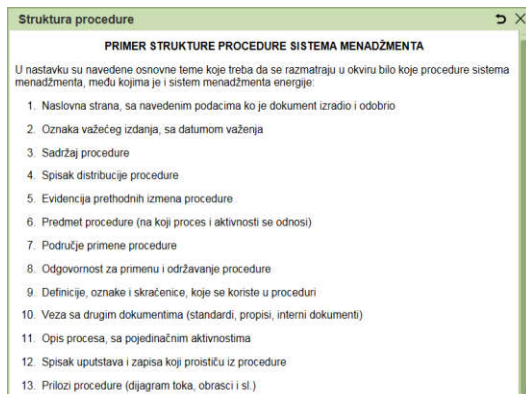 Struktura procedure
PRIMER STRUKTURE PROCEDURE SISTEMA MENADŽMENTA
U nastavku su navedene osnovne teme koje treba da se razmatraju u okviru bilo koje procedure sistema
menadžmenta, među kojima je i sistem menadžmenta energije:
1. Naslovna strana, sa navedenim podacima ko je dokument izradio i odobrio
2. Oznaka važećeg izdanja, sa datumom važenja
3. Sadržaj procedure
4. Spisak distribucije procedure
5. Evidencija prethodnih izmena procedure
6. Predmet procedure (na koji proces i aktivnosti se odnosi)
7. Područje primene procedure
8. Odgovornost za primenu i održavanje procedure
9. Definicije, oznake i skraćenice, koje se koriste u proceduri
10. Veza sa drugim dokumentima (standardi, propisi, interni dokumenti)
11. Opis procesa, sa pojedinačnim aktivnostima
12. Spisak uputstava i zapisa koji proističu iz procedure
13. Prilozi procedure (dijagram toka, obrasci i sl.)